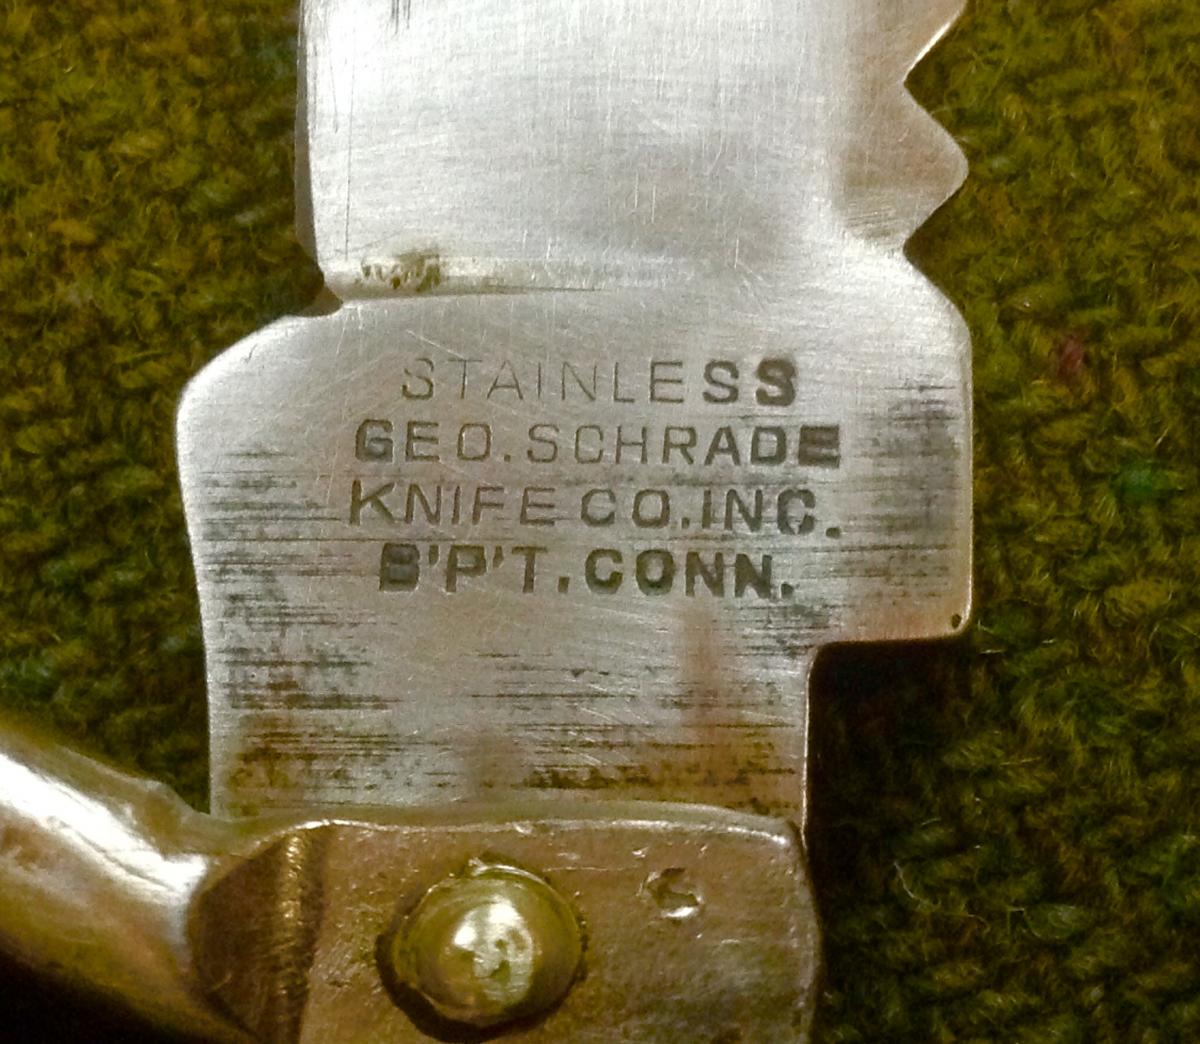 STAINLESS
GEO. SCHRADE
KNIFE CO. INC.
B'P'T. CONN.